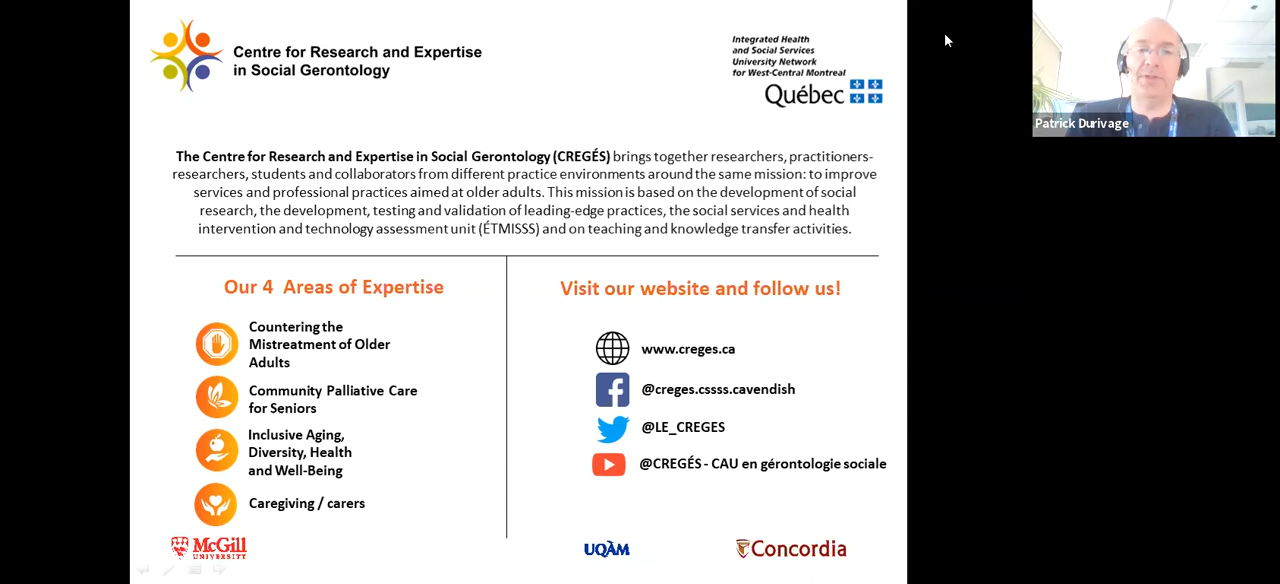 Centre for Research and Expertise
in Social Gerontology
Integrated Health
and Social Services
University Network
for West-Central Montreal
Québec
Patrick Durivage
The Centre for Research and Expertise in Social Gerontology (CREGÉS) brings together researchers, practitioners-
researchers, students and collaborators from different practice environments around the same mission: to improve
services and professional practices aimed at older adults. This mission is based on the development of social
research, the development, testing and validation of leading-edge practices, the social services and health
intervention and technology assessment unit (ÉTMISSS) and on teaching and knowledge transfer activities.
Our 4 Areas of Expertise
Countering the
Mistreatment of Older
Adults
Community Palliative Care
for Seniors
Inclusive Aging,
Diversity, Health
and Well-Being
Caregiving / carers
Visit our website and follow us!
www.creges.ca
@creges.cssss.cavendish
@LE_CREGES
@CREGÉS - CAU en gérontologie sociale
McGill
UNIVERSITY
UQÀM
Concordia